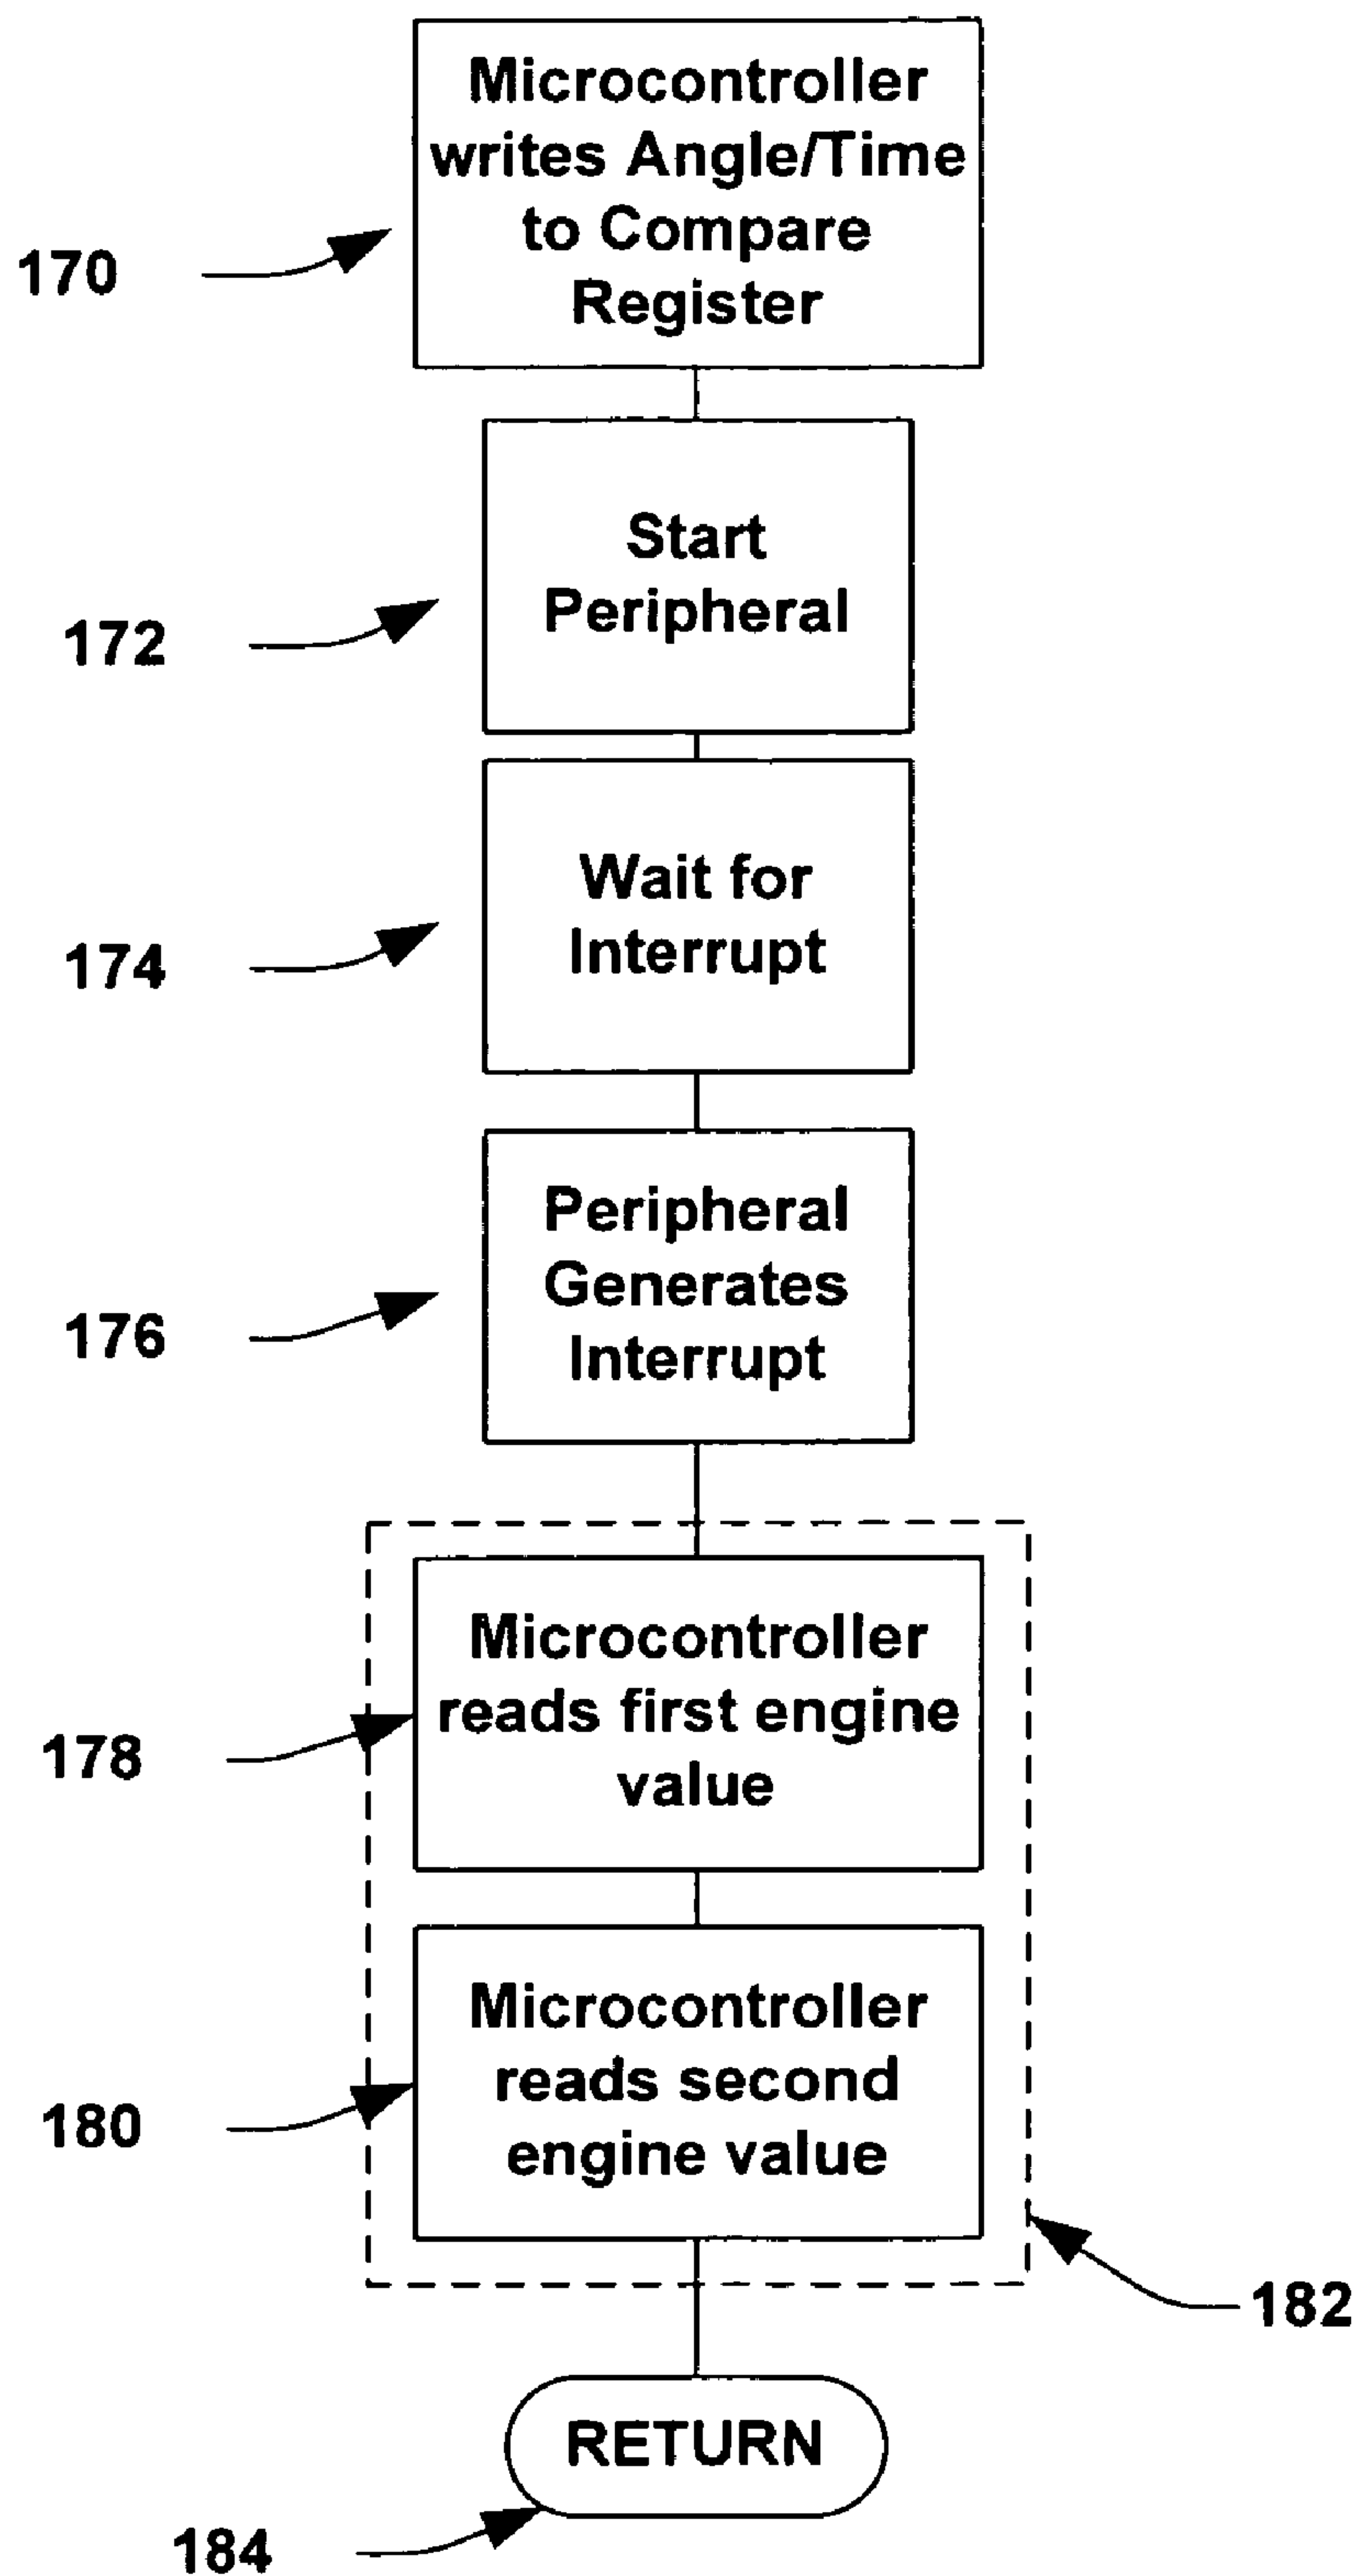 Microcontroller
writes Angle/Time
to Compare
Register
170
Start
Peripheral
172
Wait for
Interrupt
174
Peripheral
Generates
Interrupt
176
Microcontroller
reads first engine
value
178
Microcontroller
reads second
engine value
180
182
RETURN
184